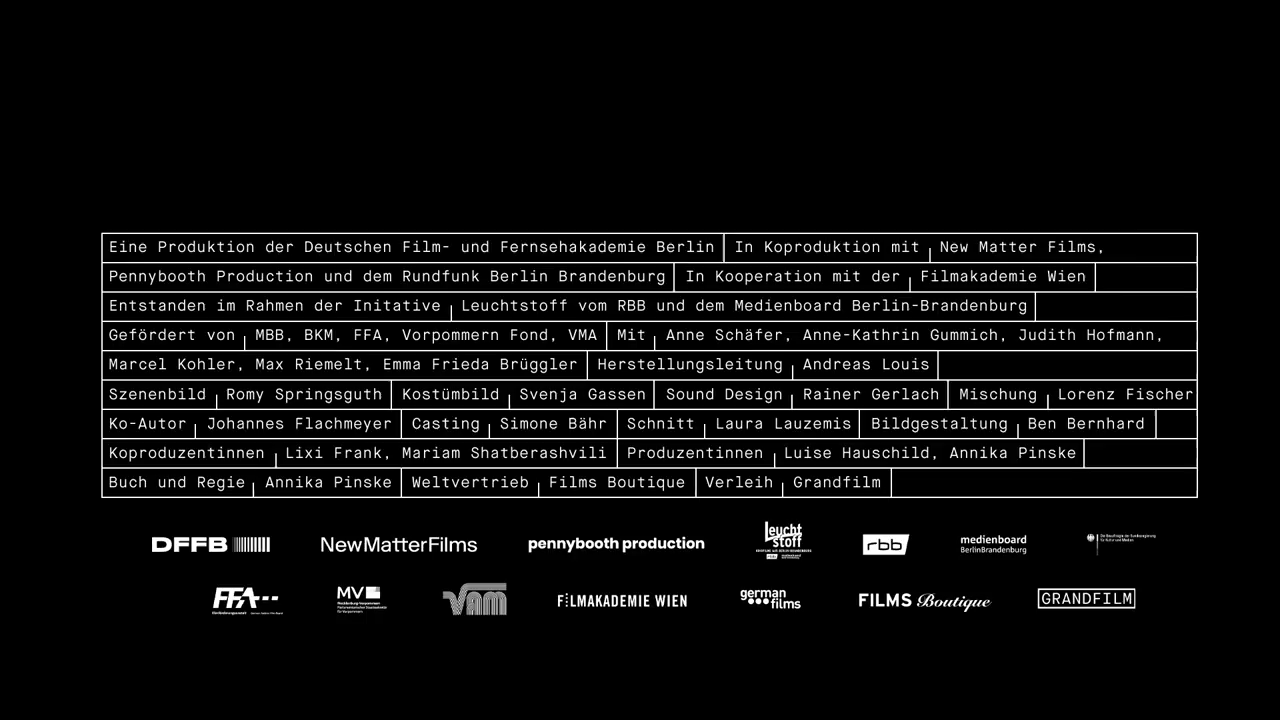 Eine Produktion der Deutschen Film- und Fernsehakademie Berlin In Koproduktion mit New Matter Films,
Pennybooth Production und dem Rundfunk Berlin Brandenburg In Kooperation mit der Filmakademie Wien
Entstanden im Rahmen der Initative Leuchtstoff vom RBB und dem Medienboard Berlin-Brandenburg
Gefördert von MBB, BKM, FFA, Vorpommern Fond, VMA Mit Anne Schäfer, Anne-Kathrin Gummich, Judith Hofmann,
Marcel Kohler, Max Riemelt, Emma Frieda Brüggler Herstellungsleitung Andreas Louis
Szenenbild Romy Springsguth Kostümbild Svenja Gassen Sound Design Rainer Gerlach Mischung Lorenz Fischer
Ko-Autor Johannes Flachmeyer Casting Simone Bähr Schnitt Laura Lauzemis Bildgestaltung Ben Bernhard
Koproduzentinnen Lixi Frank, Mariam Shatberashvili Produzentinnen Luise Hauschild, Annika Pinske
Buch und Regie Annika Pinske Weltvertrieb Films Boutique Verleih Grandfilm
DFFB NewMatterFilms pennybooth production leucht stoff rbb medienboard BerlinBrandenburg
FFA MV vam FILMAKADEMIE WIEN german films FILMS Boutique GRANDFILM